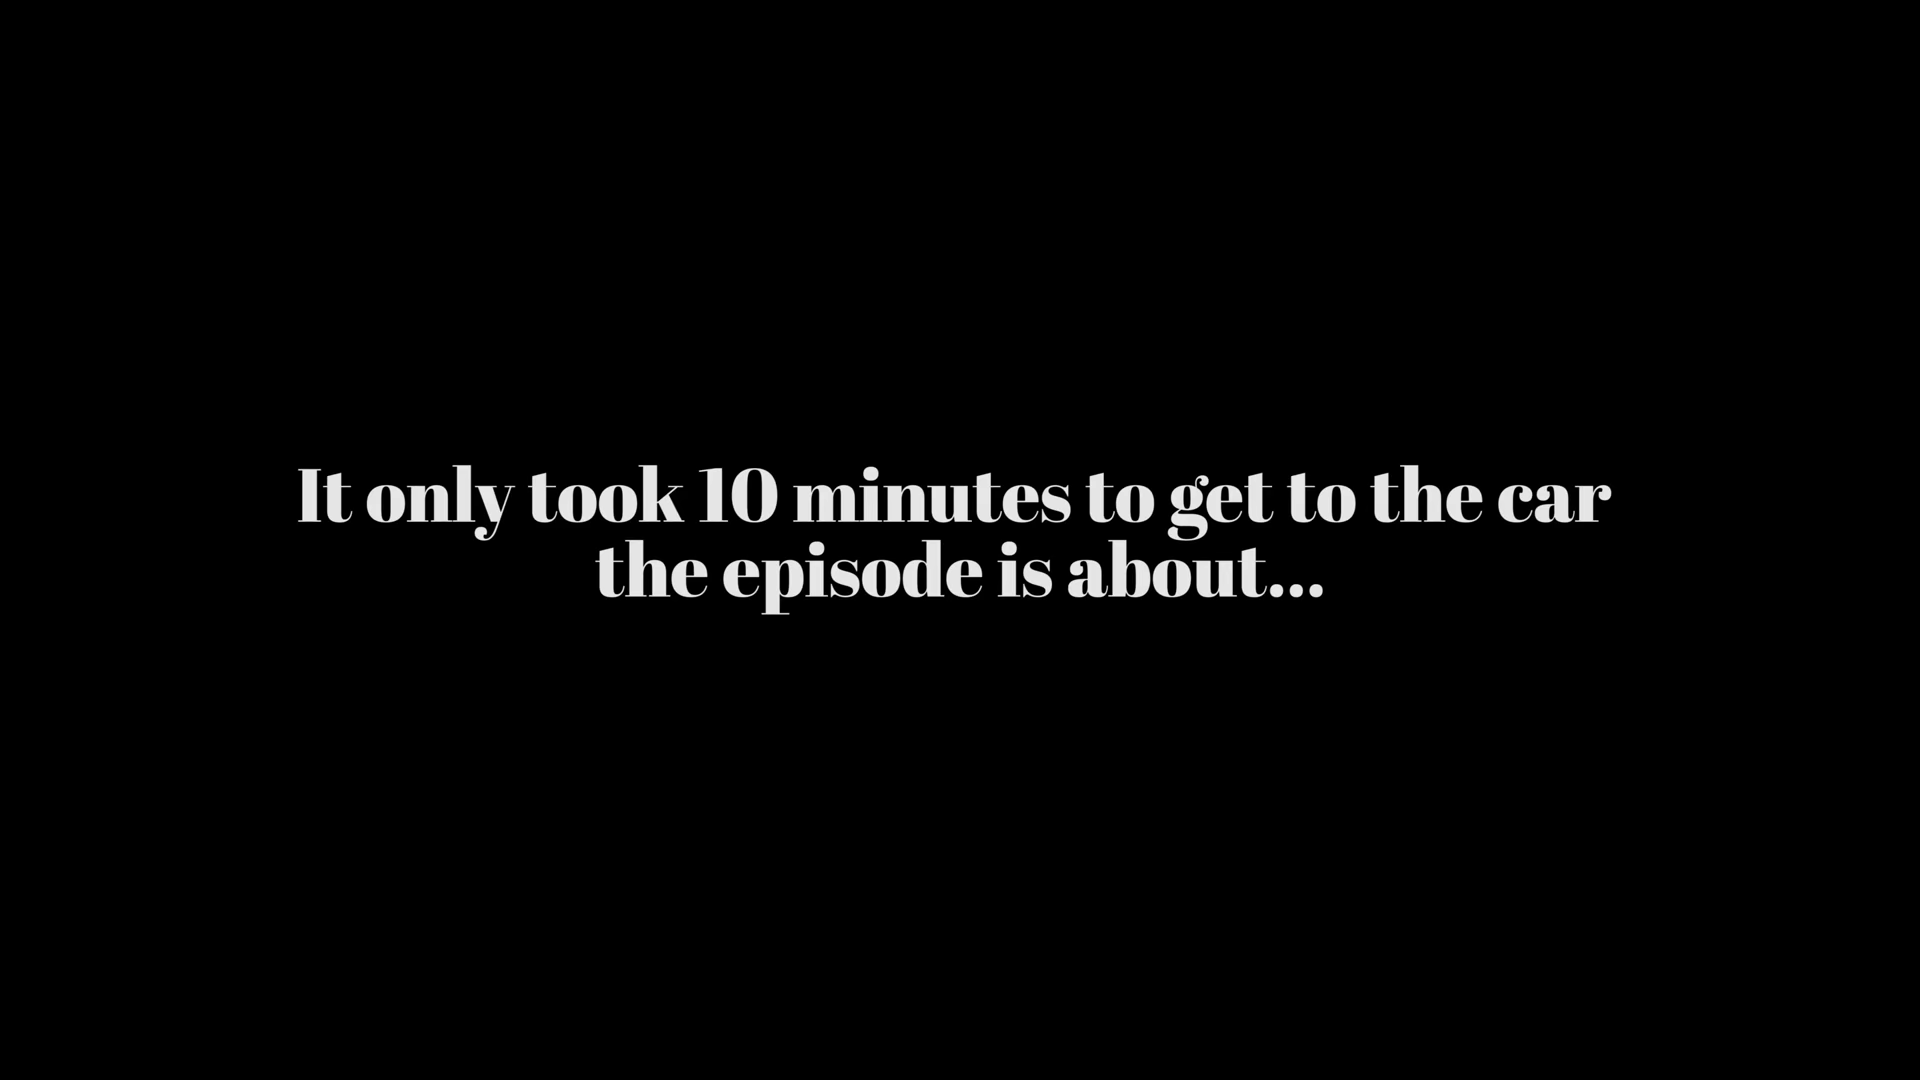 It only took 10 minutes to get to the car
the episode is about...